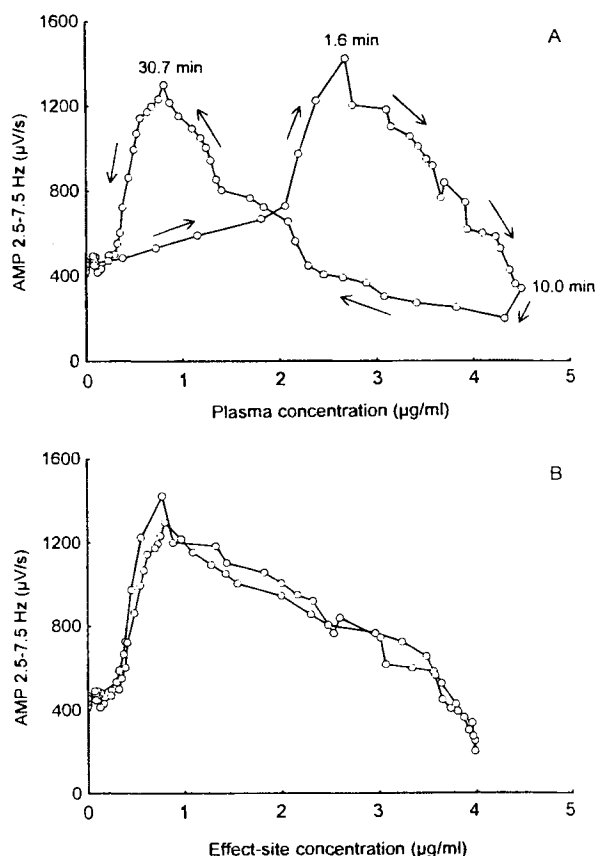 A
1600
1200
800
400
0
AMP 2.5-7.5 Hz (µV/s)
30.7 min
1.6 min
10.0 min
0 1 2 3 4 5
Plasma concentration (µg/ml)
B
1600
1200
800
400
0
AMP 2.5-7.5 Hz (µV/s)
0 1 2 3 4 5
Effect-site concentration (µg/ml)